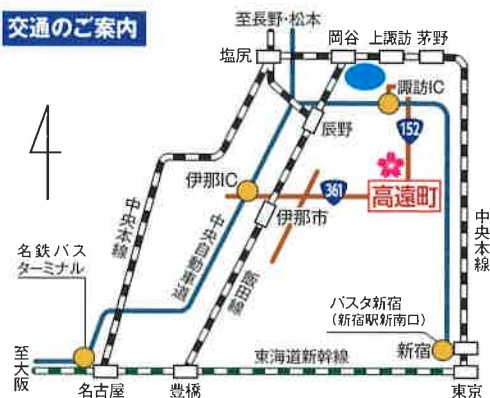 交通のご案内
至長野・松本
塩尻
岡谷
上諏訪
茅野
諏訪IC
辰野
152
伊那IC
361
高遠町
伊那市
中央本線
中央自動車道
飯田線
中央本線
名鉄バス
ターミナル
バスタ新宿
(新宿駅新南口)
新宿
至大阪
東海道新幹線
名古屋
豊橋
東京